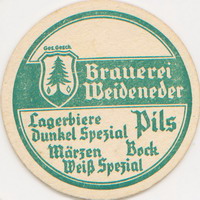 Ges. Gesch.
Brauerei
Weideneder
Lagerbiere Pils
Dunkel Spezial
Märzen Bock
Weiß Spezial